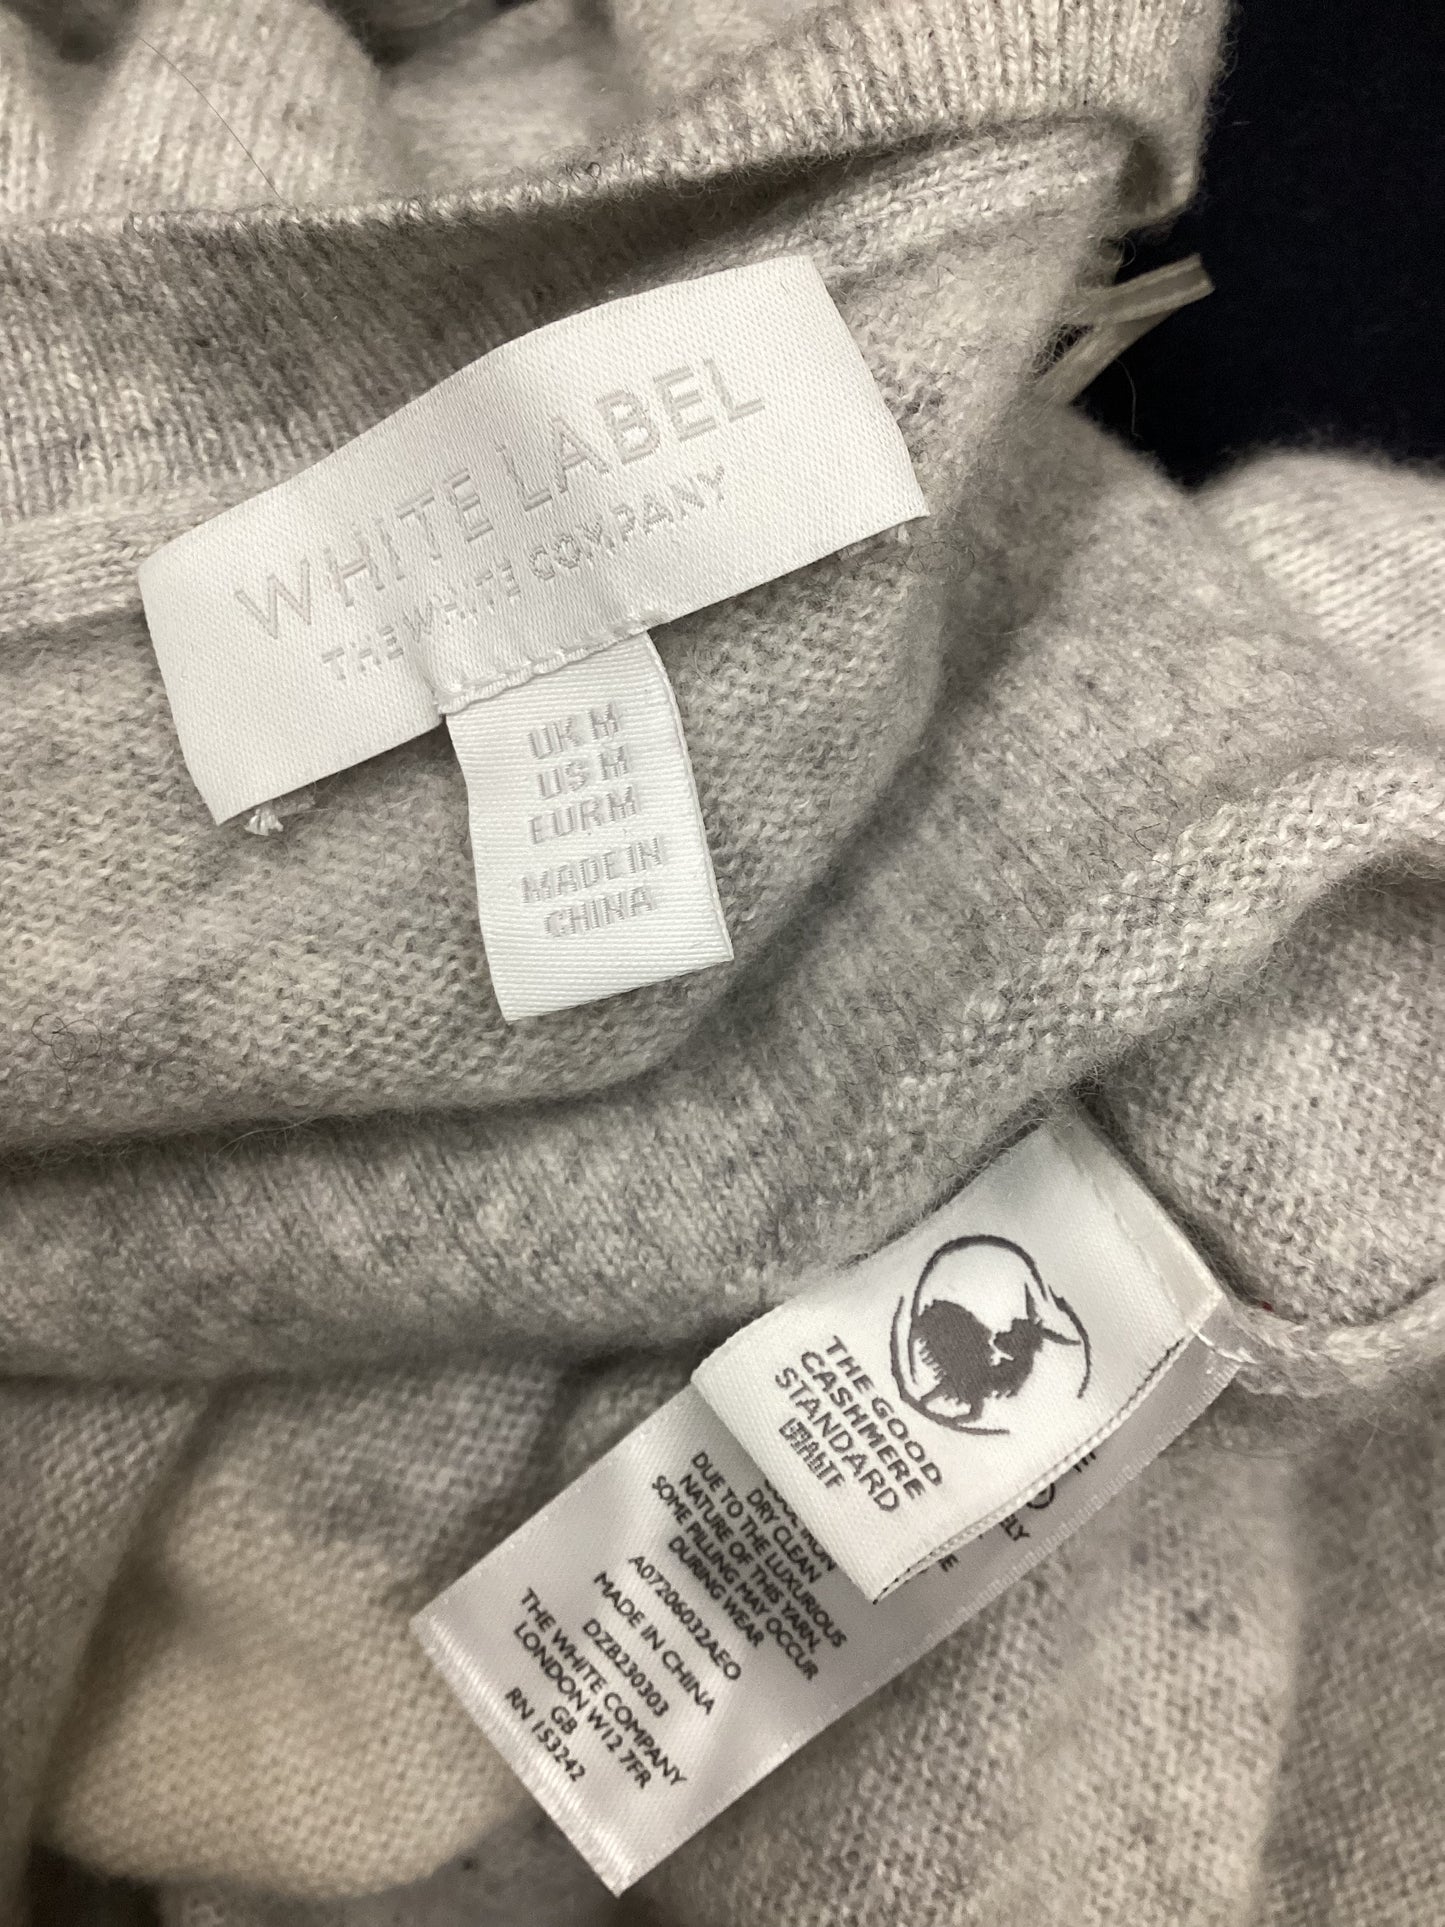 WHITE LABEL
THE WHITE COMPANY
UK M
US M
EUR M
MADE IN
CHINA
THE GOOD
CASHMERE
STANDARD
DRY CLEAN
DUE TO THE LUXURIOUS
NATURE OF THIS YARN,
SOME PILLING MAY OCCUR
DURING WEAR
A07206032AEO
MADE IN CHINA
DZB230303
THE WHITE COMPANY
LONDON W12 7FR
GB
RN 153242